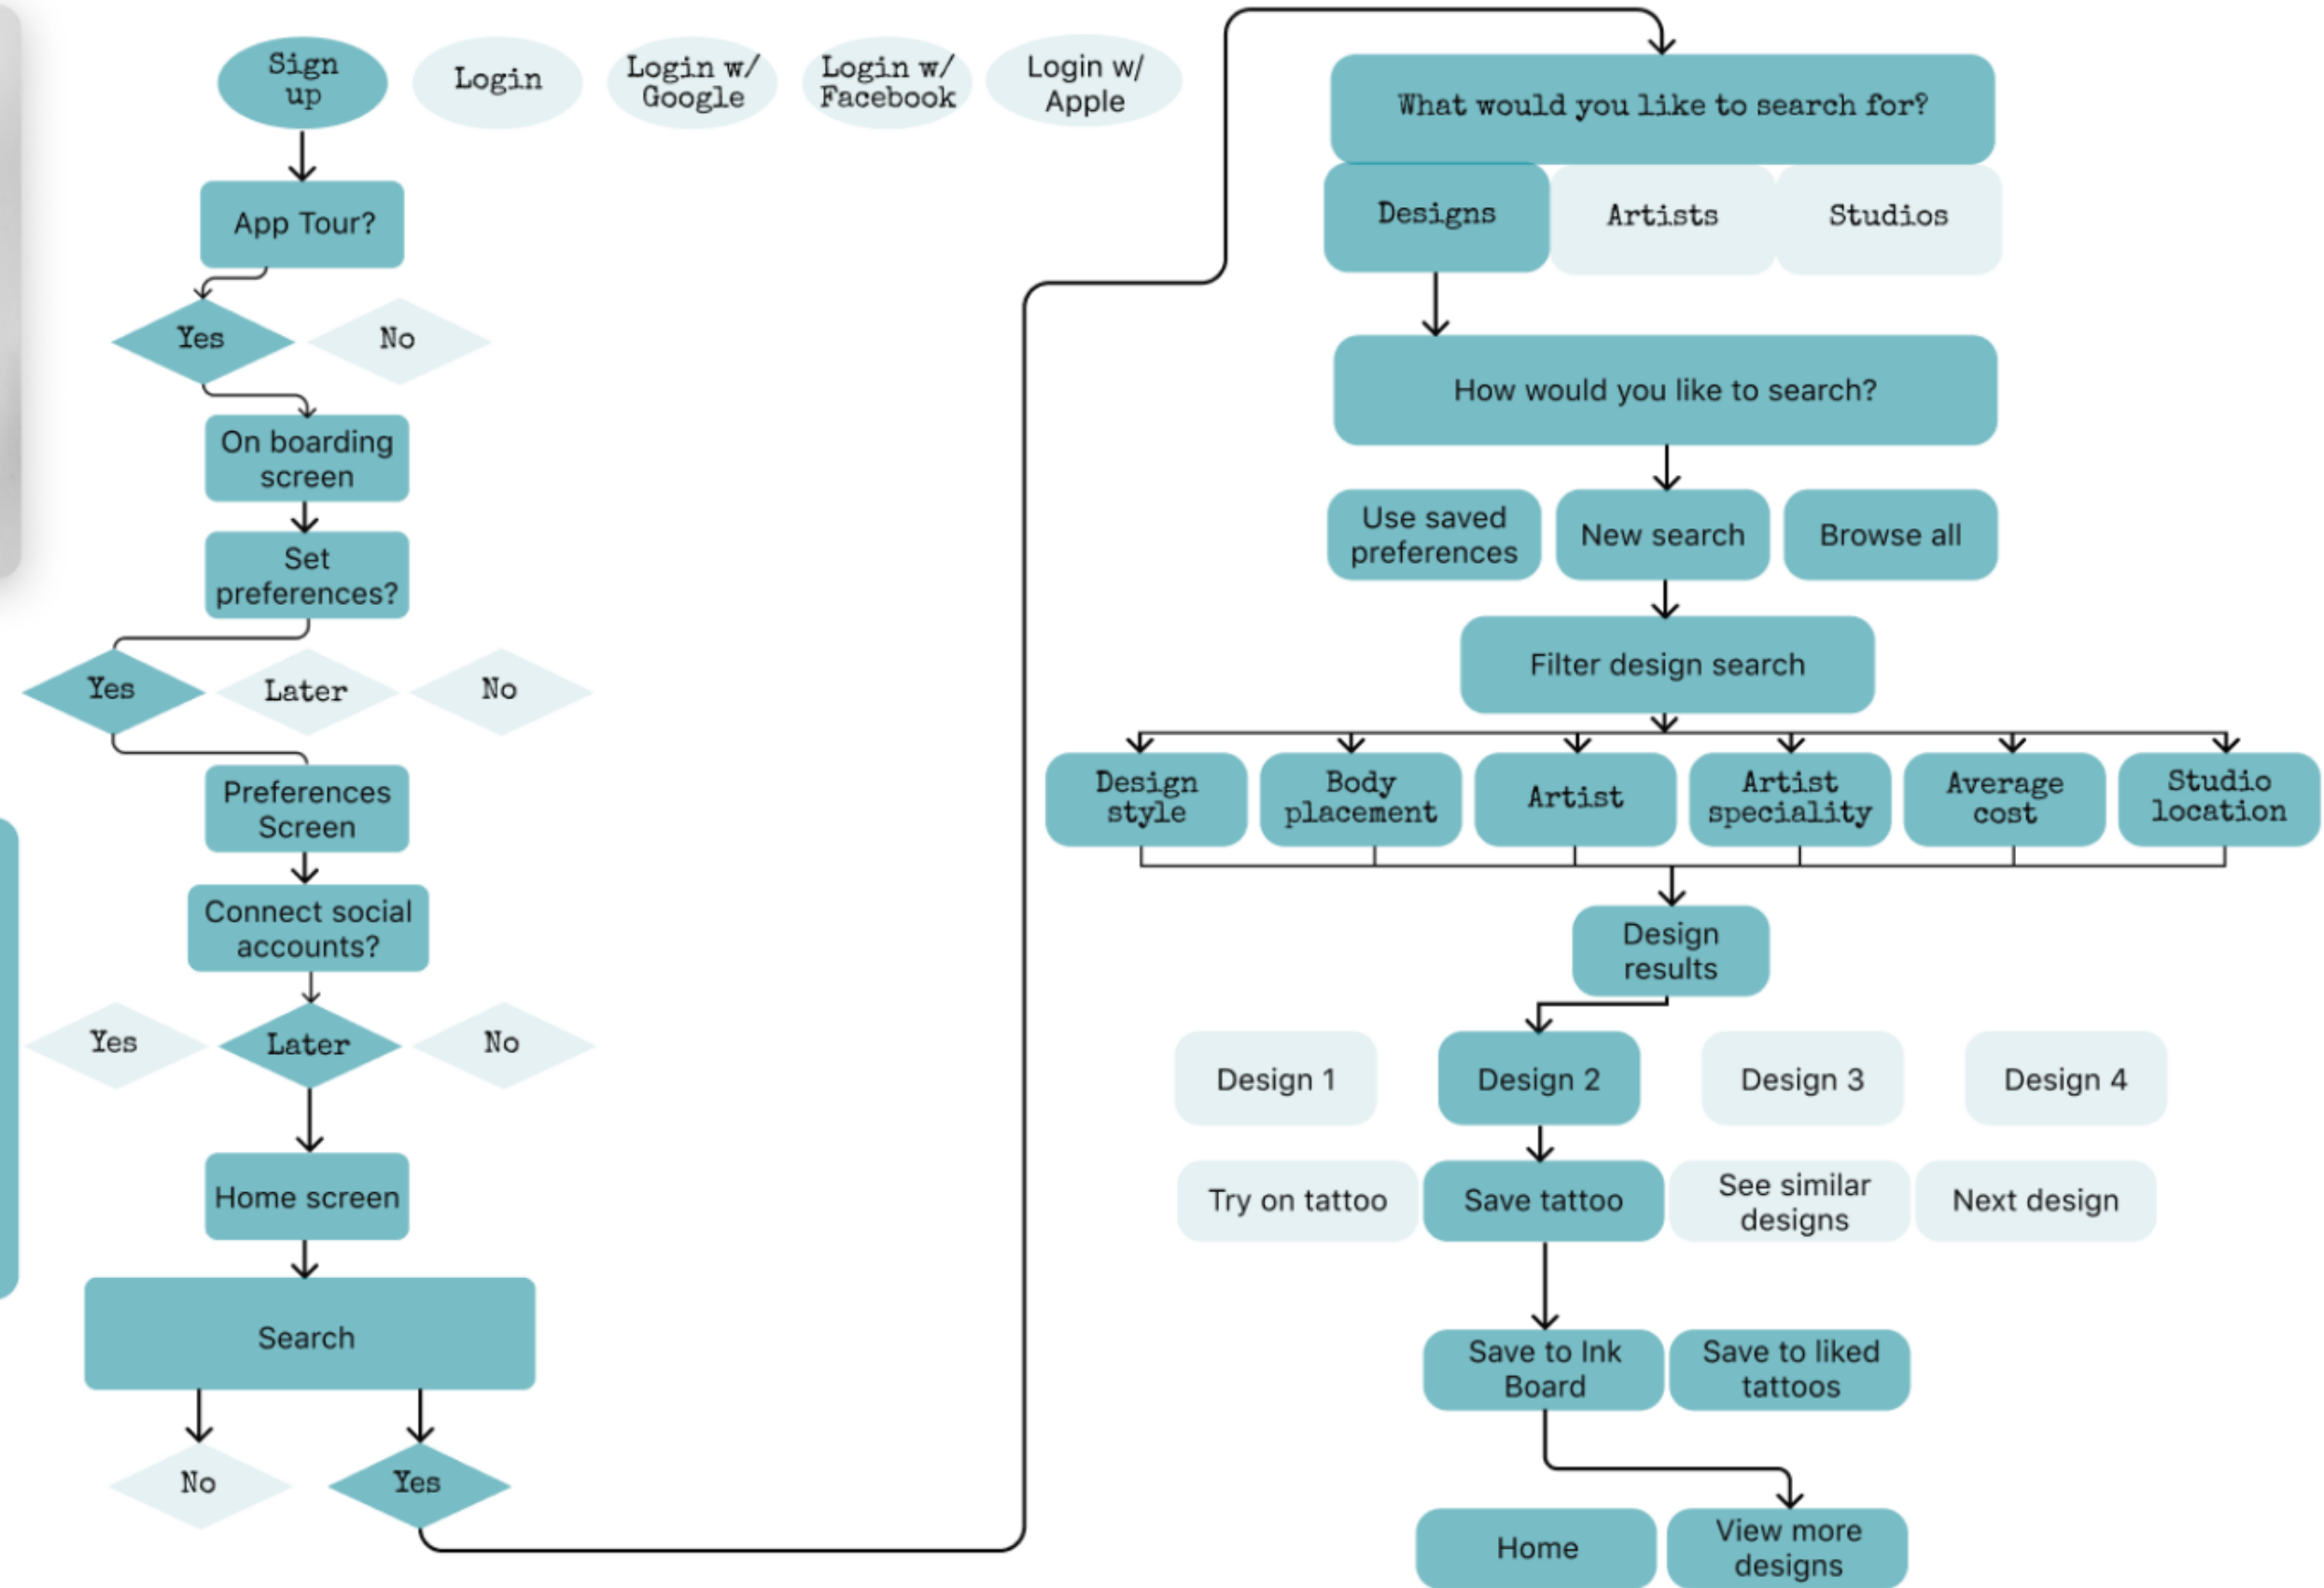 Sign
up
Login
Login w/
Google
Login w/
Facebook
Login w/
Apple
App Tour?
Yes
No
On boarding
screen
Set
preferences?
Yes
Later
No
Preferences
Screen
Connect social
accounts?
Yes
Later
No
Home screen
Search
No
Yes
What would you like to search for?
Designs
Artists
Studios
How would you like to search?
Use saved
preferences
New search
Browse all
Filter design search
Design
style
Body
placement
Artist
Artist
speciality
Average
cost
Studio
location
Design
results
Design 1
Design 2
Design 3
Design 4
Try on tattoo
Save tattoo
See similar
designs
Next design
Save to Ink
Board
Save to liked
tattoos
Home
View more
designs